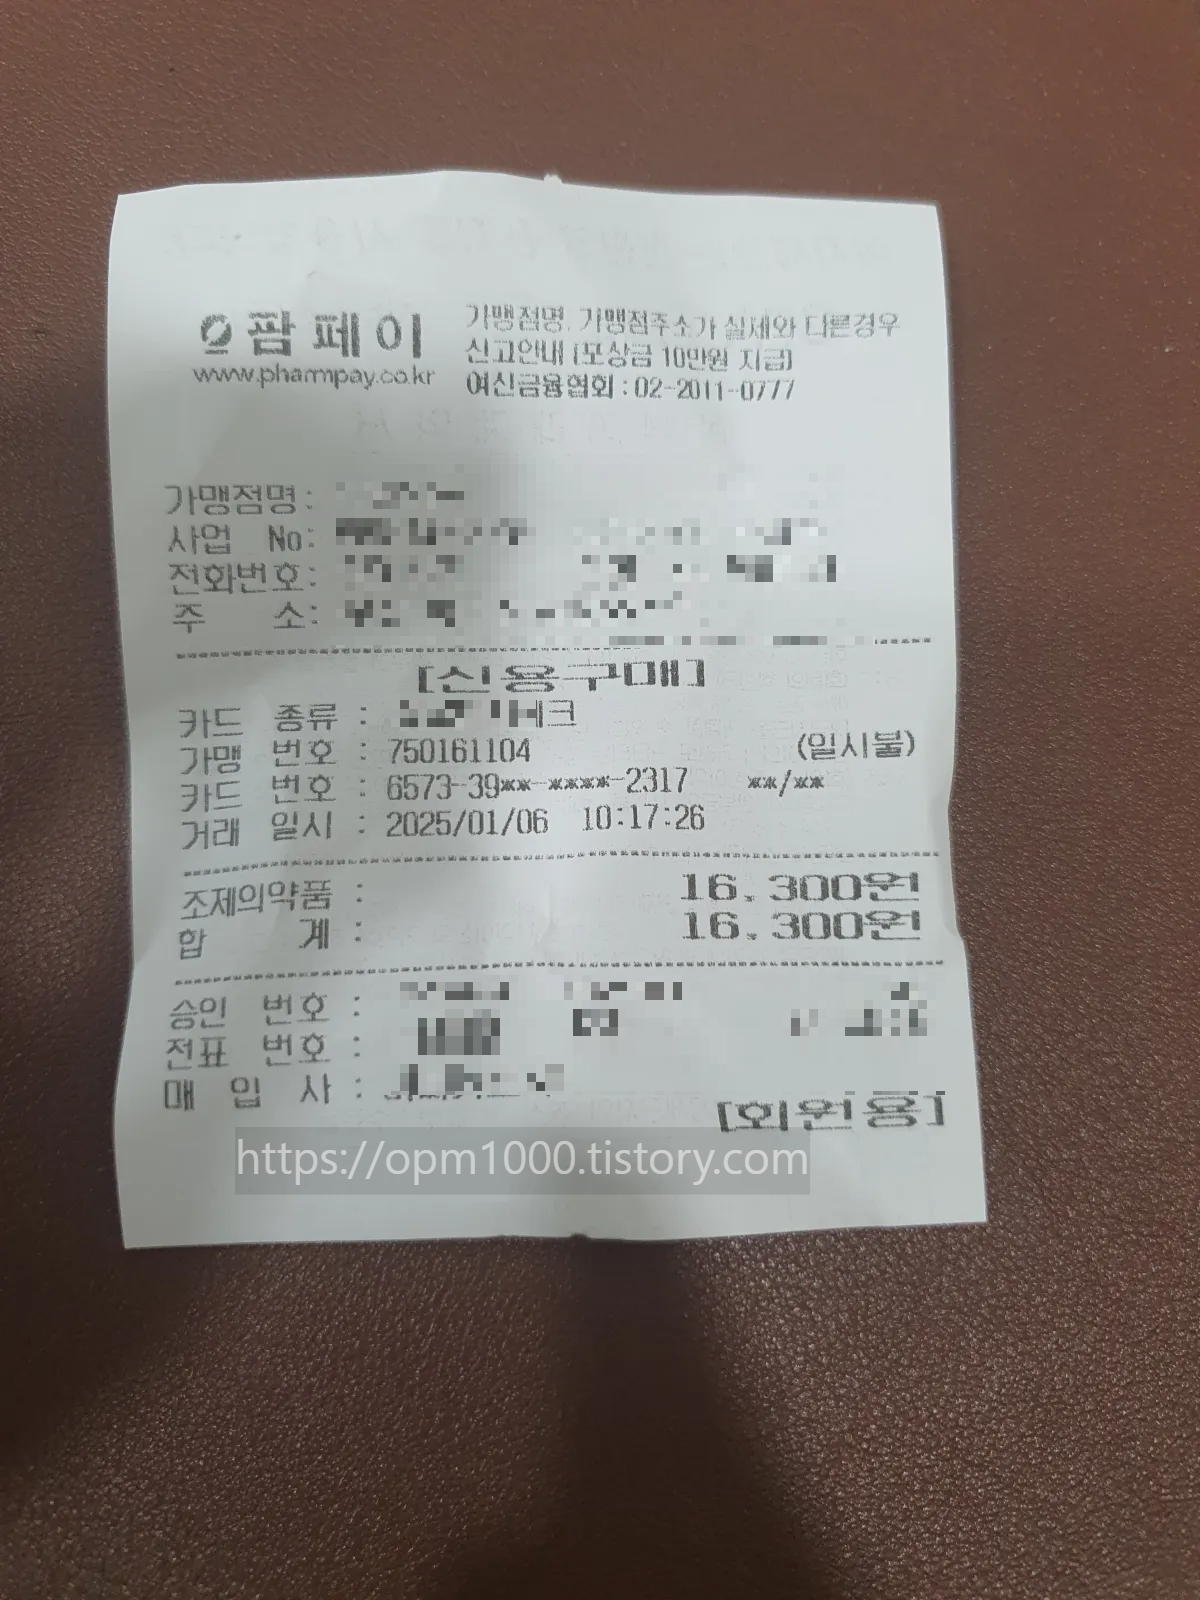 팜페이
www.pharmpay.co.kr
가맹점명, 가맹점주소가 실제와 다른경우
신고안내 (포상금 10만원 지급)
여신금융협회 : 02-2011-0777
가맹점명 :
사업 No:
전화번호 :
주 소:
[신용구매]
카드 종류 : 체크
가맹 번호 : 750161104 (일시불)
카드 번호 : 6573-39**-****-2317 **/**
거래 일시 : 2025/01/06 10:17:26
조제의약품 : 16,300원
합 계 : 16,300원
승인 번호 :
전표 번호 :
매 입 사 :
[회원용]
https://opm1000.tistory.com